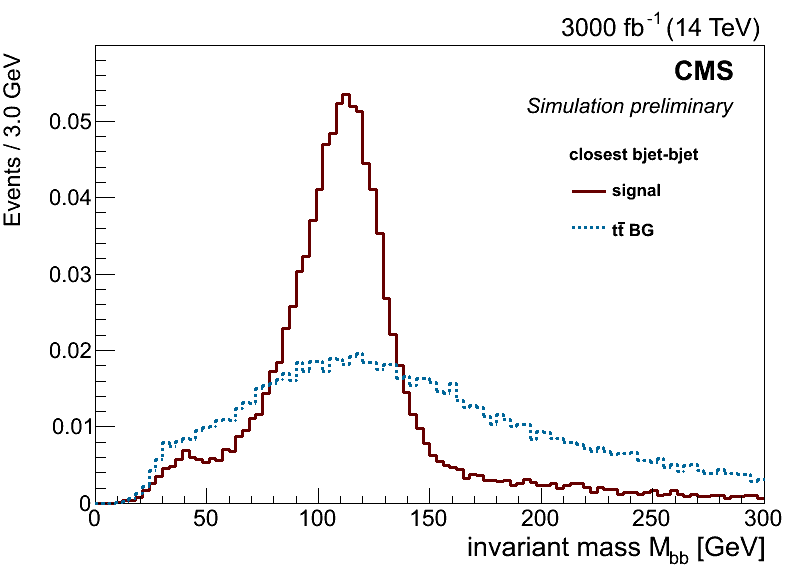 3000 fb⁻¹ (14 TeV)
CMS
Simulation preliminary
closest bjet-bjet
signal
tt̄ BG
Events / 3.0 GeV
0.05
0.04
0.03
0.02
0.01
0
0 50 100 150 200 250 300
invariant mass M_bb [GeV]